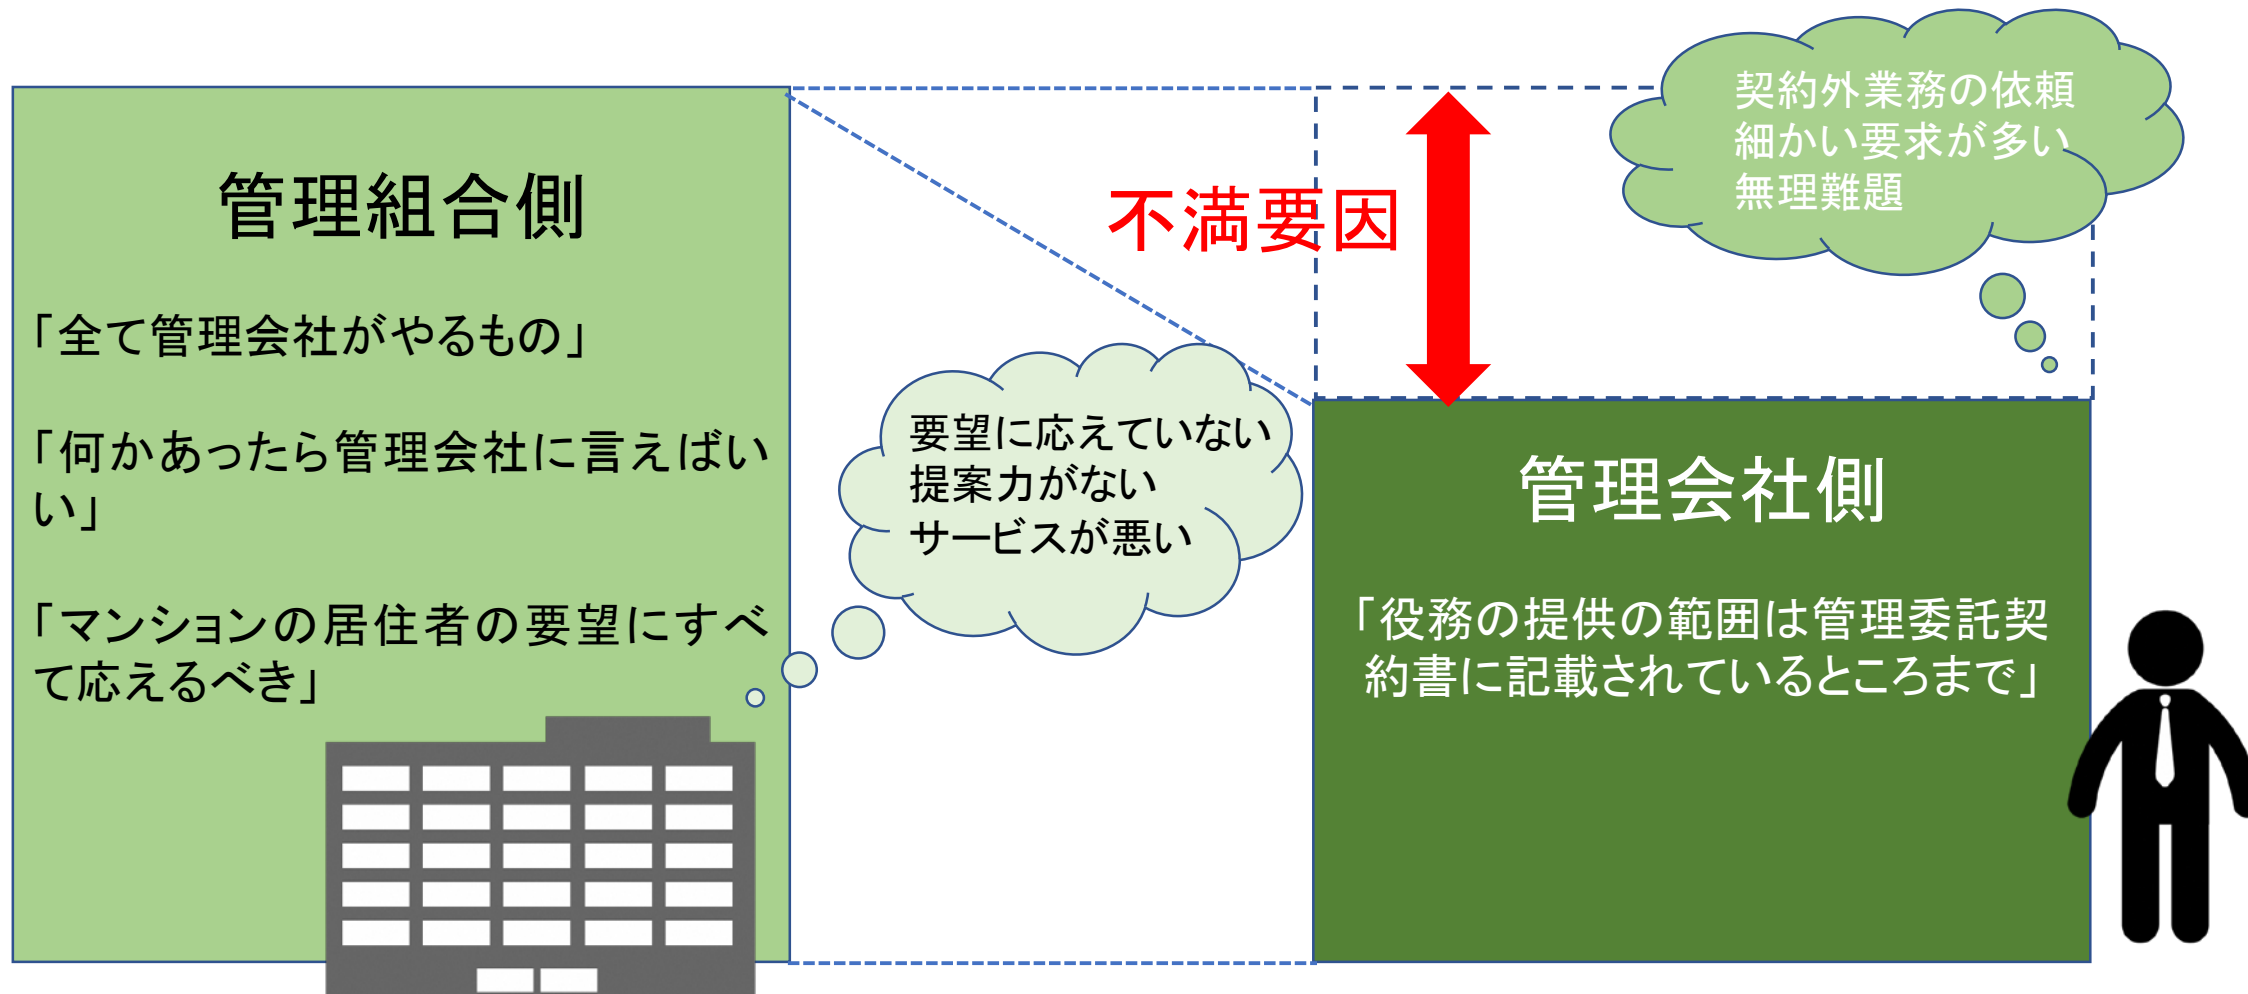 管理組合側
「全て管理会社がやるもの」
「何かあったら管理会社に言えばい
い」
「マンションの居住者の要望にすべ
て応えるべき」
要望に応えていない
提案力がない
サービスが悪い
不満要因
契約外業務の依頼
細かい要求が多い
無理難題
管理会社側
「役務の提供の範囲は管理委託契
約書に記載されているところまで」